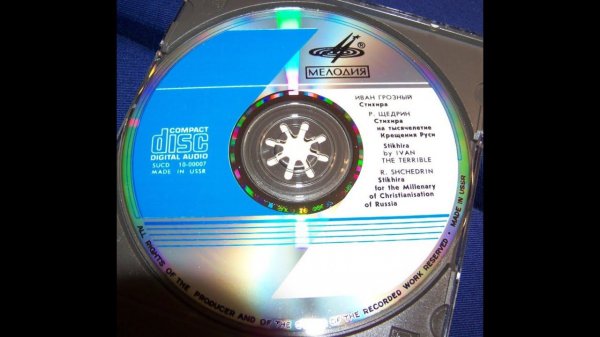 ®
МЕЛОДИЯ
ИВАН ГРОЗНЫЙ
Стихира
Р. ЩЕДРИН
Стихира
на тысячелетие
Крещения Руси
Stikhira
by IVAN
THE TERRIBLE
R. SHCHEDRIN
Stikhira
for the Millenary
of Christianisation
of Russia
COMPACT
disc
DIGITAL AUDIO
SUCD 10-00007
MADE IN USSR
ALL RIGHTS OF THE PRODUCER AND OF THE OF THE RECORDED WORK RESERVED • MADE IN USSR